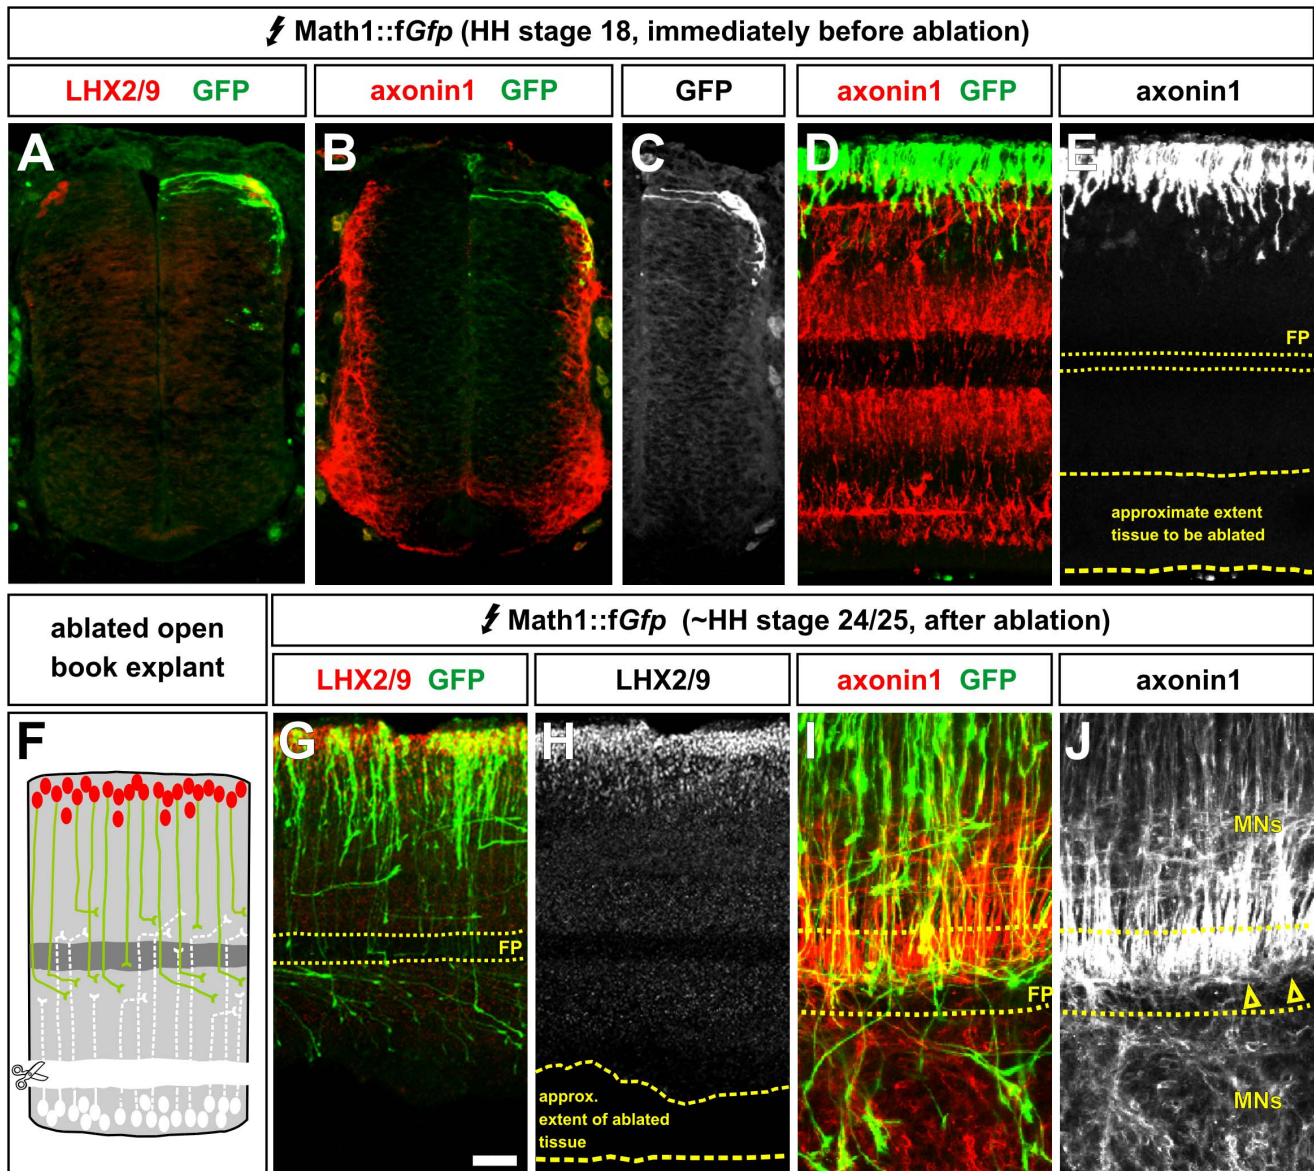 Math1::fGfp (HH stage 18, immediately before ablation)
LHX2/9 GFP
axonin1 GFP
GFP
axonin1 GFP
axonin1
A
B
C
D
E
FP
approximate extent
tissue to be ablated
ablated open
book explant
Math1::fGfp (~HH stage 24/25, after ablation)
LHX2/9 GFP
LHX2/9
axonin1 GFP
axonin1
F
G
H
I
J
MNs
FP
FP
approx.
extent of ablated
tissue
MNs